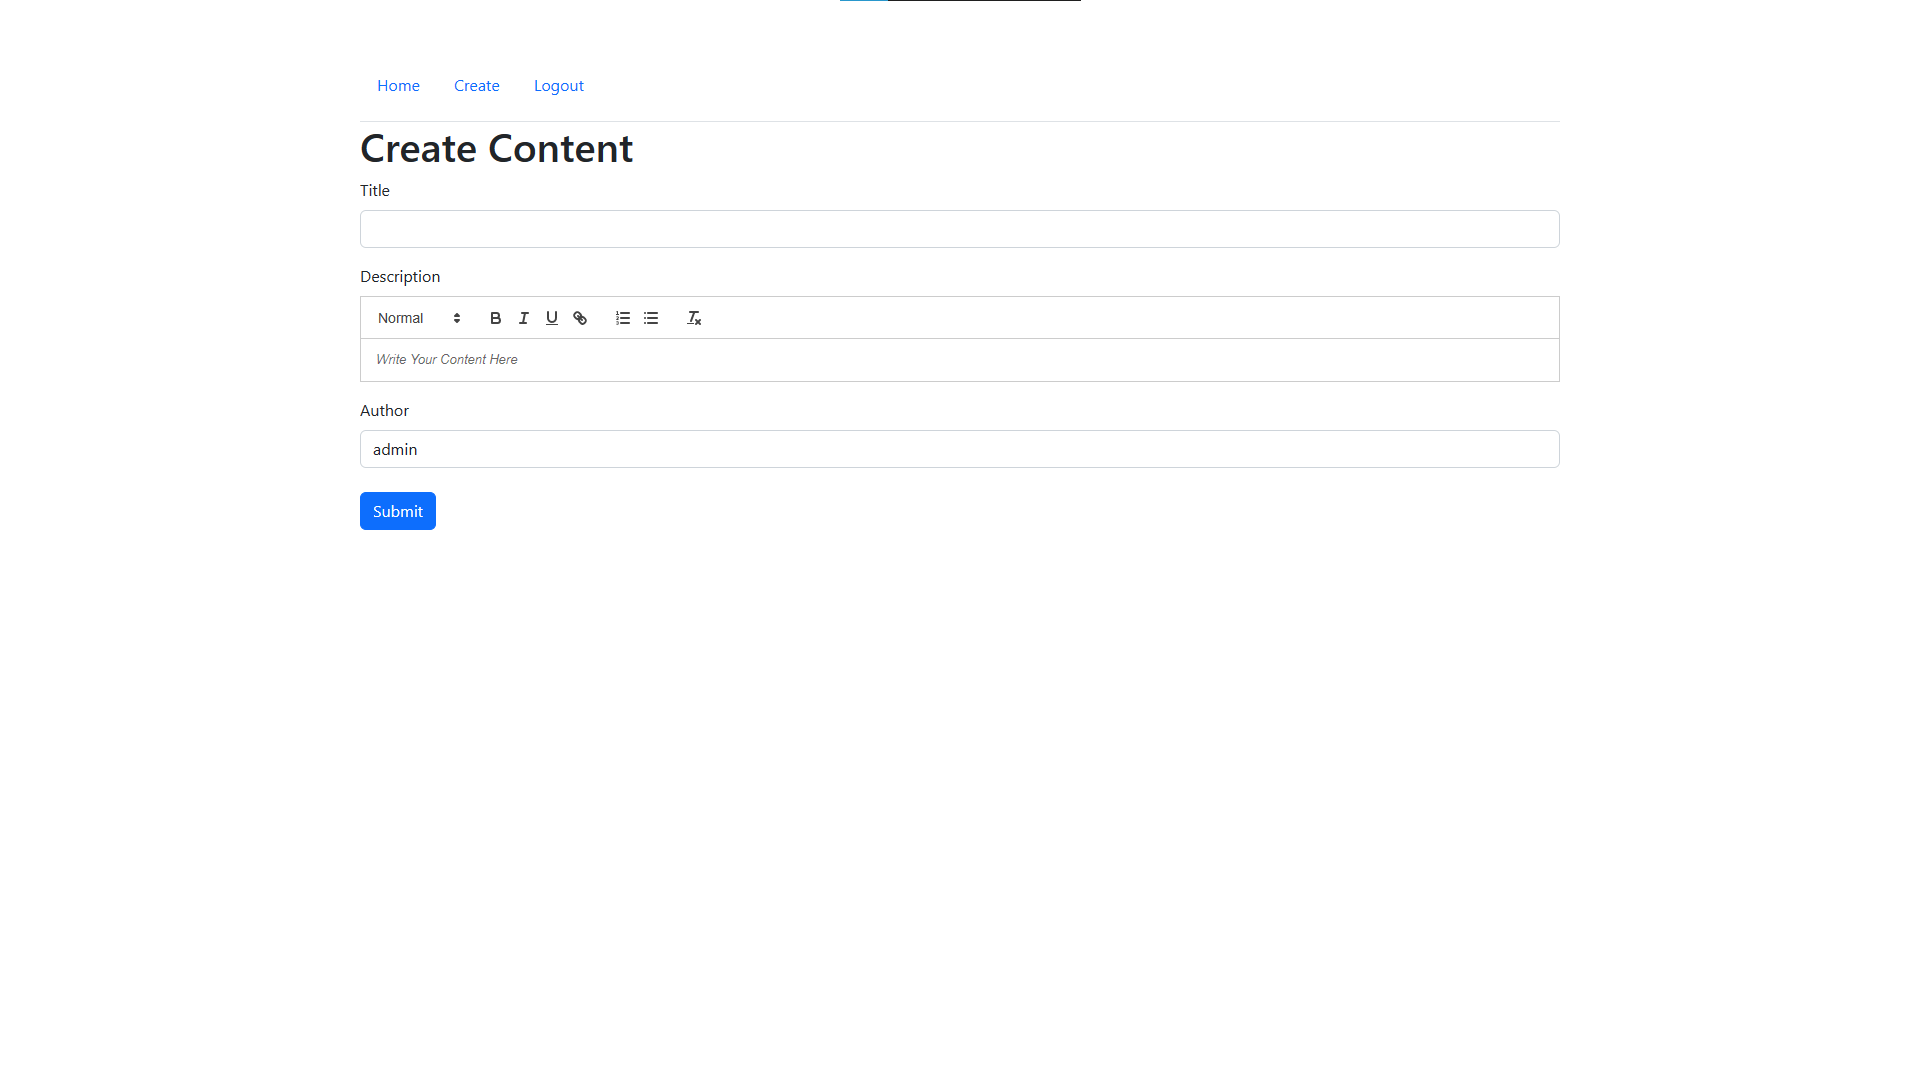 Home Create Logout
Create Content
Title
Description
Normal
Write Your Content Here
Author
admin
Submit